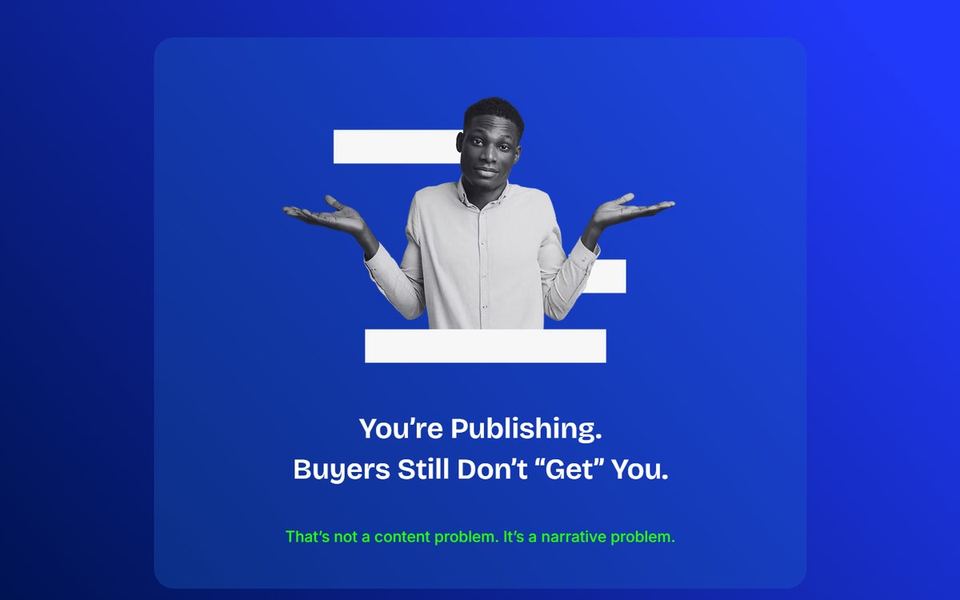 You’re Publishing.
Buyers Still Don’t “Get” You.
That’s not a content problem. It’s a narrative problem.